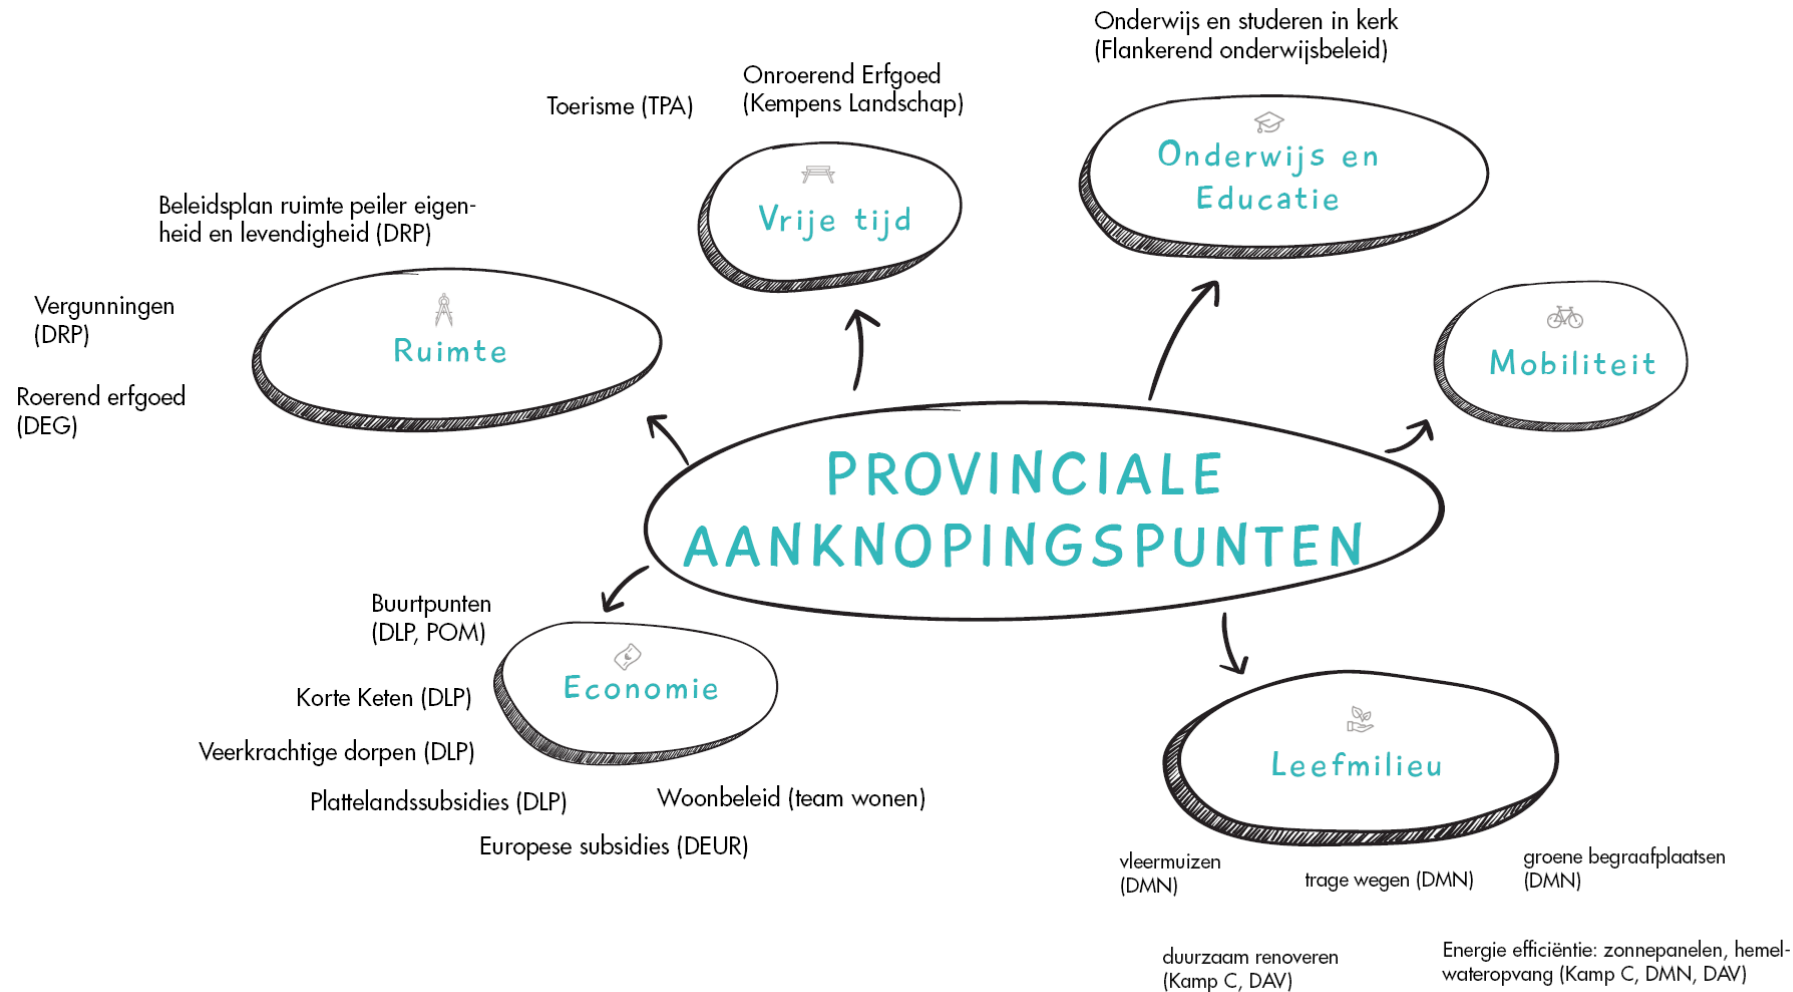 Onderwijs en studeren in kerk
(Flankerend onderwijsbeleid)
Onroerend Erfgoed
(Kempens Landschap)
Toerisme (TPA)
Onderwijs en
Educatie
Vrije tijd
Beleidsplan ruimte peiler eigen-
heid en levendigheid (DRP)
Vergunningen
(DRP)
Ruimte
Mobiliteit
Roerend erfgoed
(DEG)
PROVINCIALE
AANKNOPINGSPUNTEN
Buurtpunten
(DLP, POM)
Economie
Korte Keten (DLP)
Veerkrachtige dorpen (DLP)
Plattelandssubsidies (DLP)
Woonbeleid (team wonen)
Europese subsidies (DEUR)
Leefmilieu
vleermuizen
(DMN)
trage wegen (DMN)
groene begraafplaatsen
(DMN)
duurzaam renoveren
(Kamp C, DAV)
Energie efficiëntie: zonnepanelen, hemel-
wateropvang (Kamp C, DMN, DAV)